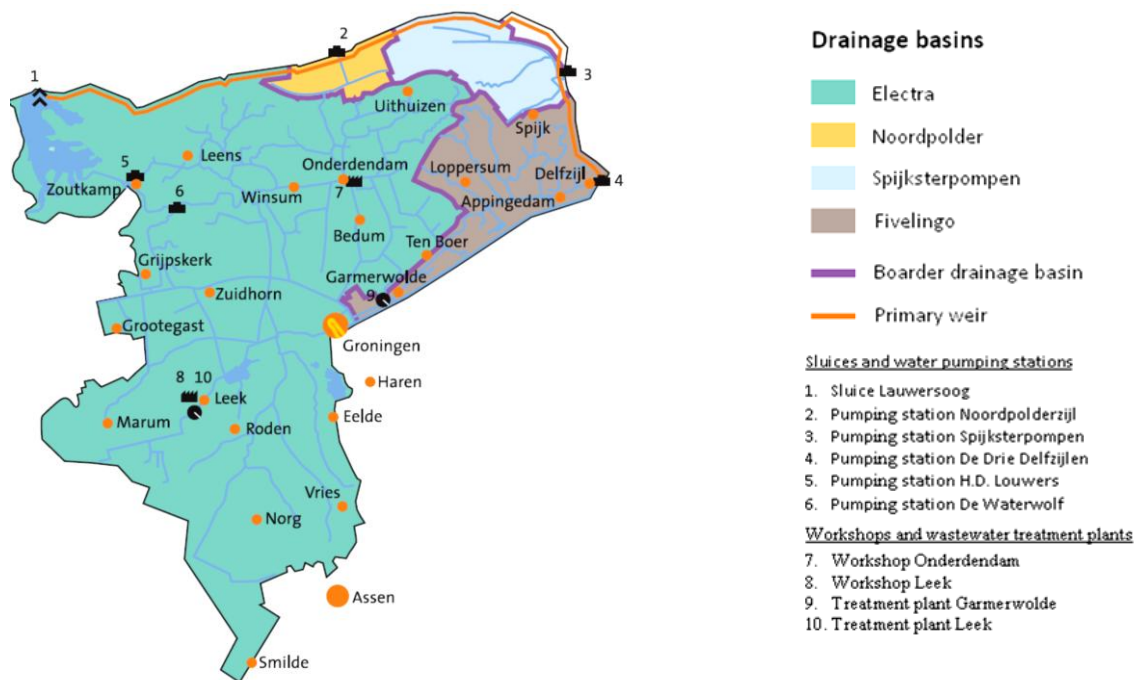 1
2
3
Uithuizen
Spijk
Leens
Onderdendam
Loppersum
Delfzijl
4
5
Zoutkamp
6
Winsum
7
Appingedam
Bedum
Ten Boer
Grijpskerk
Garmerwolde
Zuidhorn
9
Grootegast
Groningen
8 10
Haren
Leek
Marum
Eelde
Roden
Vries
Norg
Assen
Smilde
Drainage basins
Electra
Noordpolder
Spijksterpompen
Fivelingo
Boarder drainage basin
Primary weir
Sluices and water pumping stations
1. Sluice Lauwersoog
2. Pumping station Noordpolderzijl
3. Pumping station Spijksterpompen
4. Pumping station De Drie Delfzijlen
5. Pumping station H.D. Louwers
6. Pumping station De Waterwolf
Workshops and wastewater treatment plants
7. Workshop Onderdendam
8. Workshop Leek
9. Treatment plant Garmerwolde
10. Treatment plant Leek